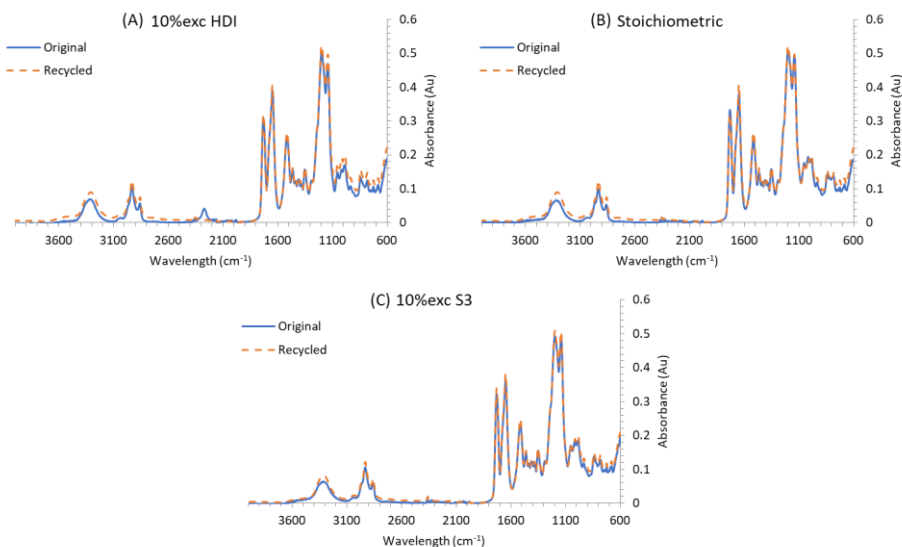 (A) 10%exc HDI
Original
Recycled
0.6
0.5
0.4
0.3
0.2
0.1
0
Absorbance (Au)
3600 3100 2600 2100 1600 1100 600
Wavelength (cm-1)
(B) Stoichiometric
Original
Recycled
0.6
0.5
0.4
0.3
0.2
0.1
0
Absorbance (Au)
3600 3100 2600 2100 1600 1100 600
Wavelength (cm-1)
(C) 10%exc S3
Original
Recycled
0.6
0.5
0.4
0.3
0.2
0.1
0
Absorbance (Au)
3600 3100 2600 2100 1600 1100 600
Wavelength (cm-1)